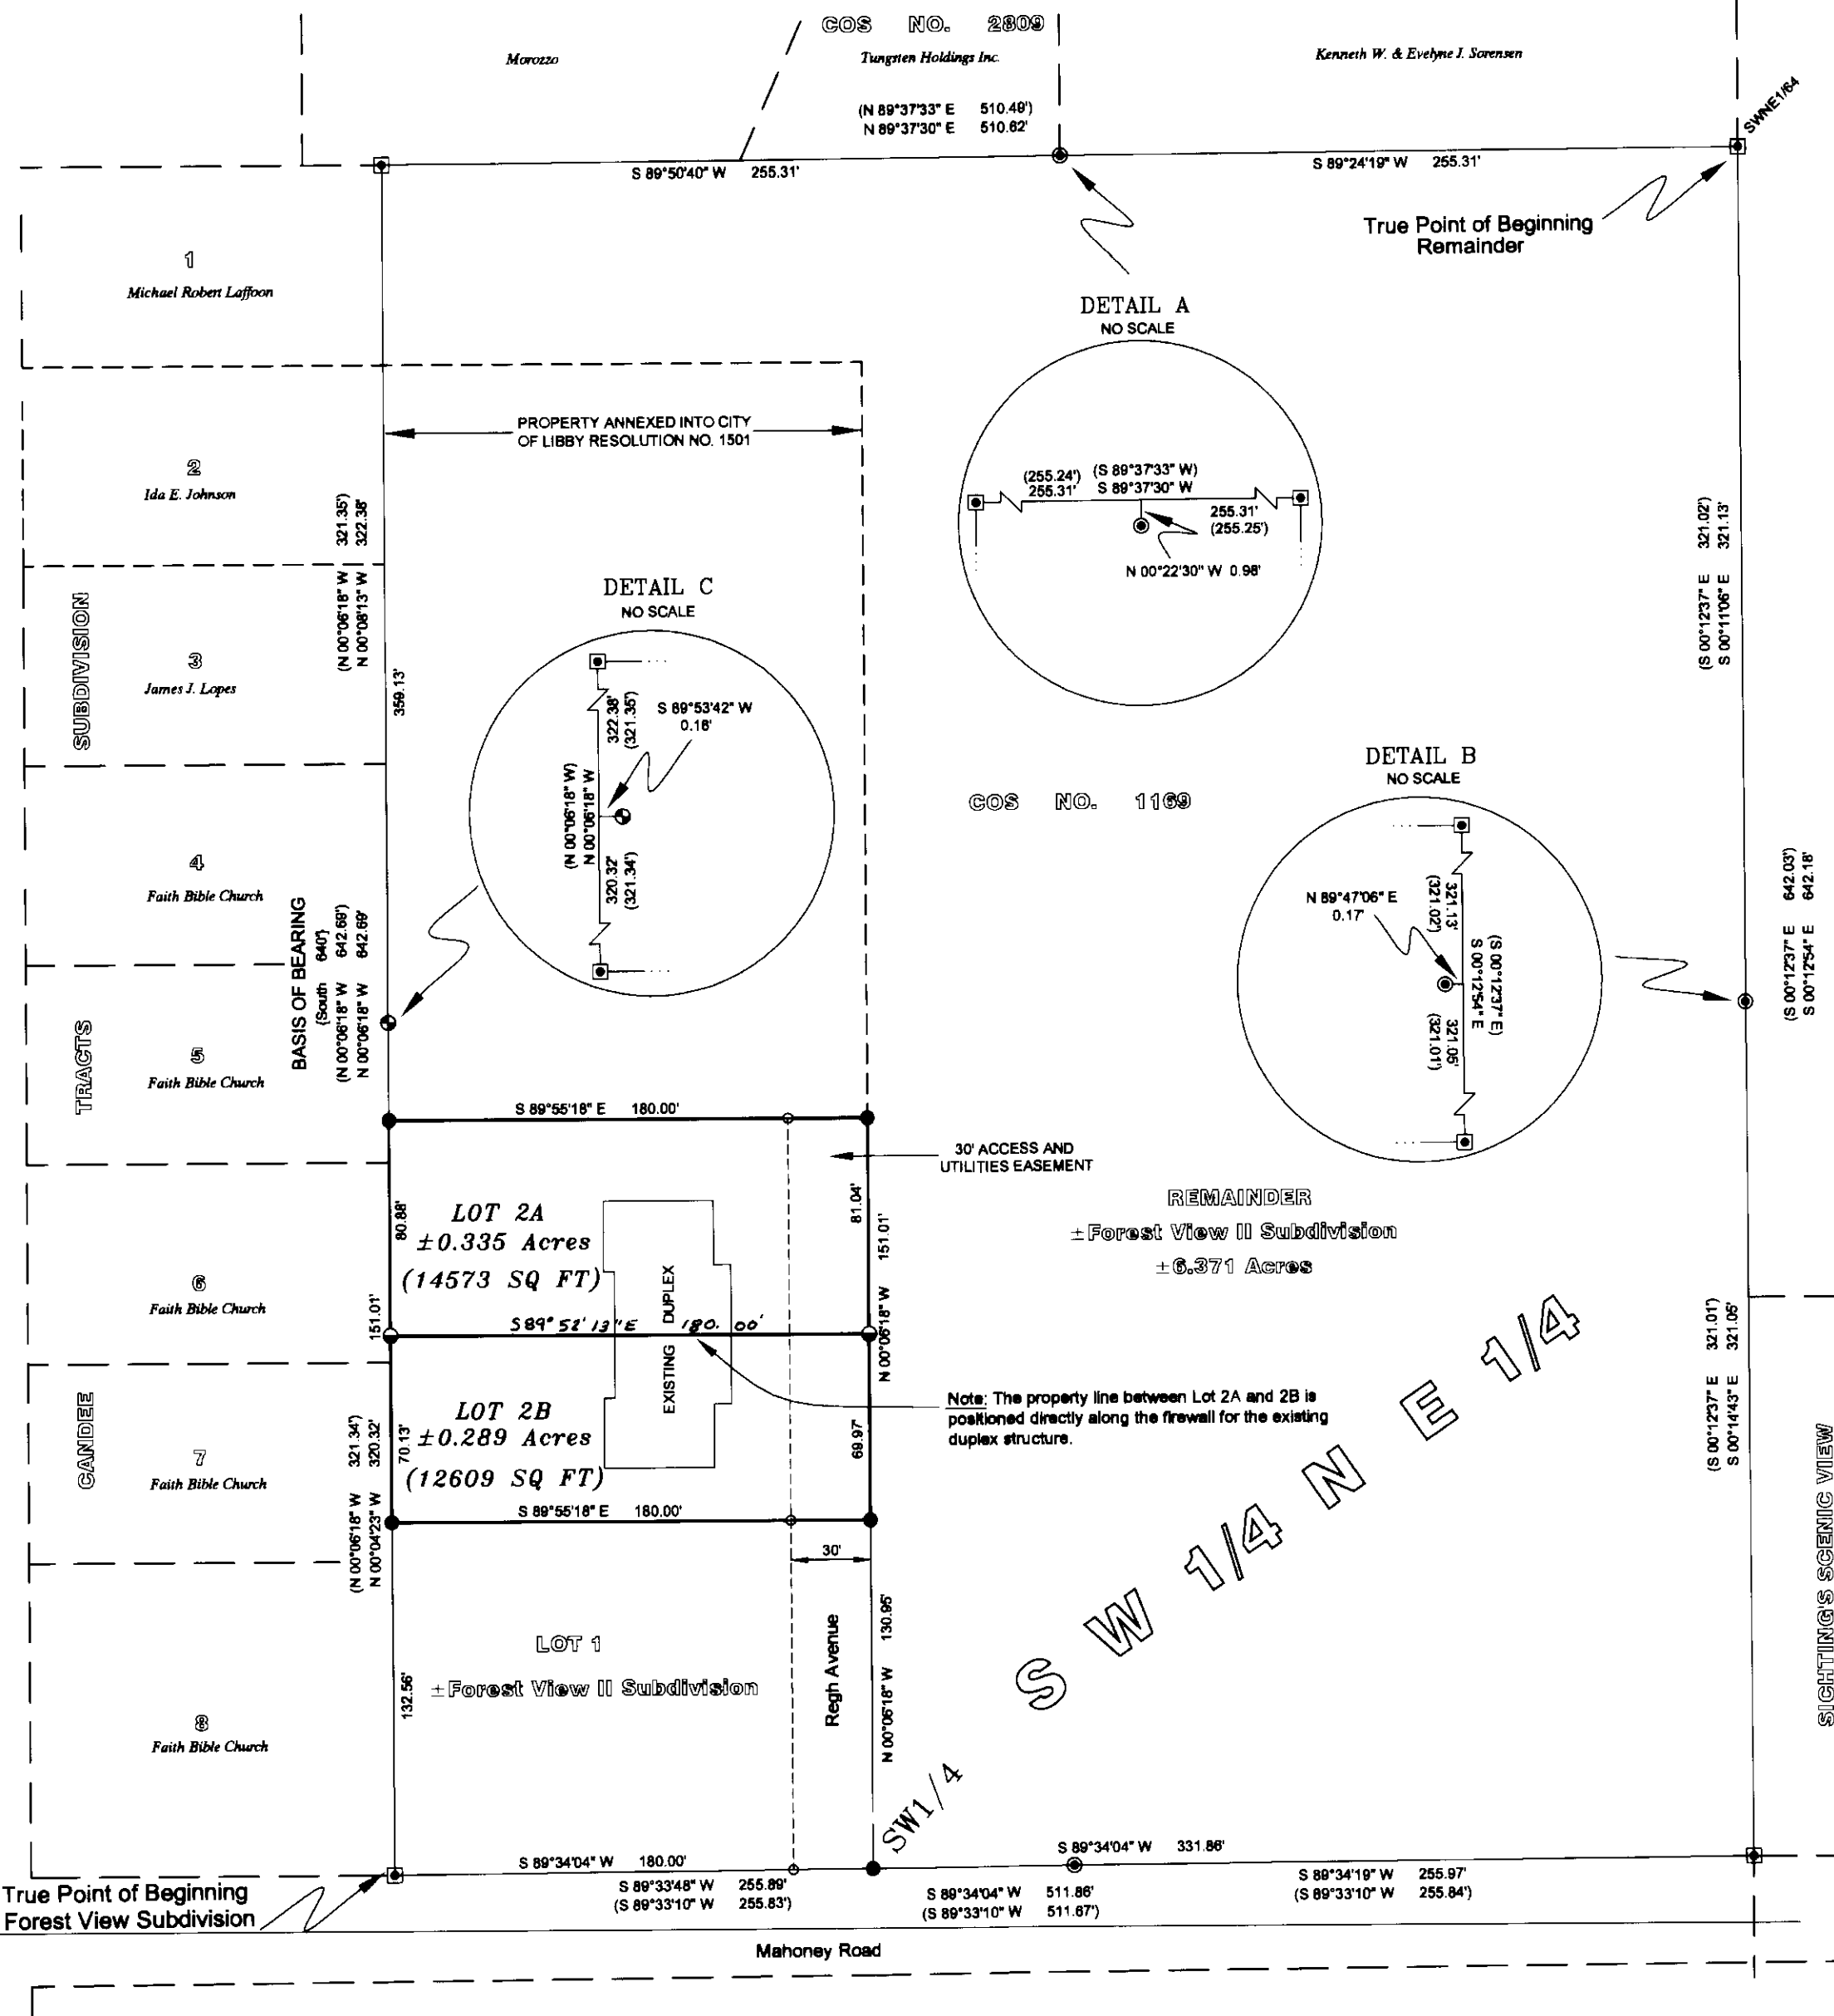 COS NO. 2809
Morozzo
Tungsten Holdings Inc.
Kenneth W. & Evelyne J. Sorensen
(N 89°37'33" E 510.49')
N 89°37'30" E 510.62'
SWNE1/64
S 89°50'40" W 255.31'
S 89°24'19" W 255.31'
True Point of Beginning
Remainder
1
Michael Robert Laffoon
DETAIL A
NO SCALE
PROPERTY ANNEXED INTO CITY
OF LIBBY RESOLUTION NO. 1501
(255.24') (S 89°37'33" W)
255.31' S 89°37'30" W
255.31'
(255.25')
N 00°22'30" W 0.98'
2
Ida E. Johnson
(N 00°06'18" W 321.35')
N 00°08'13" W 322.38'
(S 00°12'37" E 321.02')
S 00°11'06" E 321.13'
SUBDIVISION
3
James J. Lopes
359.13'
DETAIL C
NO SCALE
322.38'
(321.35')
S 89°53'42" W
0.16'
(N 00°06'18" W)
N 00°06'18" W
320.32'
(321.34')
DETAIL B
NO SCALE
COS NO. 1169
N 89°47'06" E
0.17'
321.13'
(321.02')
(S 00°12'37" E)
S 00°12'54" E
321.05'
(321.01')
4
Faith Bible Church
BASIS OF BEARING
{South 640'}
(N 00°06'18" W 642.69')
N 00°06'18" W 642.69'
(S 00°12'37" E 642.03')
S 00°12'54" E 642.18'
TRACTS
5
Faith Bible Church
S 89°55'18" E 180.00'
30' ACCESS AND
UTILITIES EASEMENT
80.88'
LOT 2A
±0.335 Acres
(14573 SQ FT)
81.04'
151.01'
REMAINDER
±Forest View II Subdivision
±6.371 Acres
6
Faith Bible Church
151.01'
S 89° 52' 13" E 180. 00'
EXISTING DUPLEX
N 00°06'18" W
Note: The property line between Lot 2A and 2B is
positioned directly along the firewall for the existing
duplex structure.
S W 1/4 N E 1/4
(S 00°12'37" E 321.01')
S 00°14'43" E 321.05'
CANDEE
7
Faith Bible Church
(N 00°06'18" W 321.34')
N 00°04'23" W 320.32'
70.13'
LOT 2B
±0.289 Acres
(12609 SQ FT)
69.97'
S 89°55'18" E 180.00'
30'
SICHTING'S SCENIC VIEW
LOT 1
±Forest View II Subdivision
132.56'
Regh Avenue
N 00°06'18" W 130.95'
8
Faith Bible Church
SW1/4
S 89°34'04" W 180.00'
S 89°34'04" W 331.86'
True Point of Beginning
Forest View Subdivision
S 89°33'48" W 255.89'
(S 89°33'10" W 255.83')
S 89°34'04" W 511.86'
(S 89°33'10" W 511.67')
S 89°34'19" W 255.97'
(S 89°33'10" W 255.84')
Mahoney Road